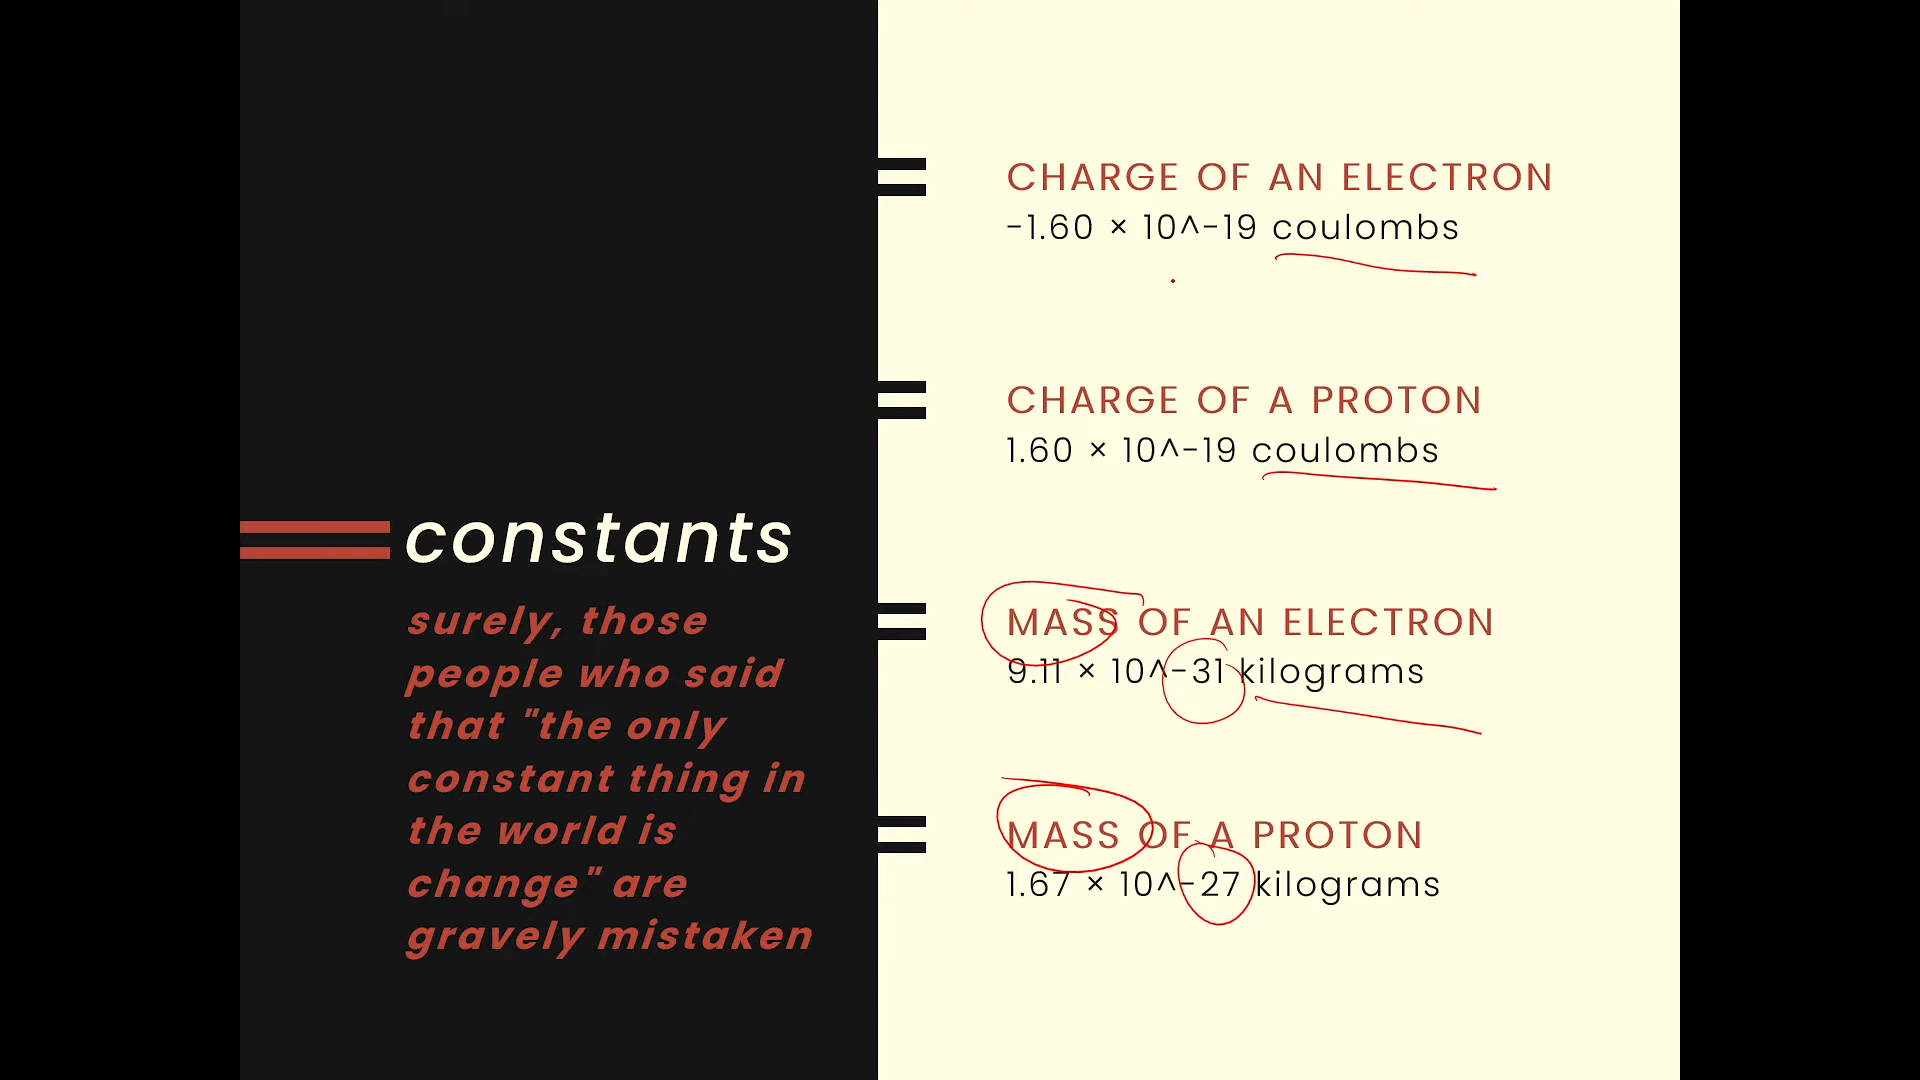 constants
surely, those
people who said
that "the only
constant thing in
the world is
change" are
gravely mistaken
CHARGE OF AN ELECTRON
-1.60 × 10^-19 coulombs
CHARGE OF A PROTON
1.60 × 10^-19 coulombs
MASS OF AN ELECTRON
9.11 × 10^-31 kilograms
MASS OF A PROTON
1.67 × 10^-27 kilograms